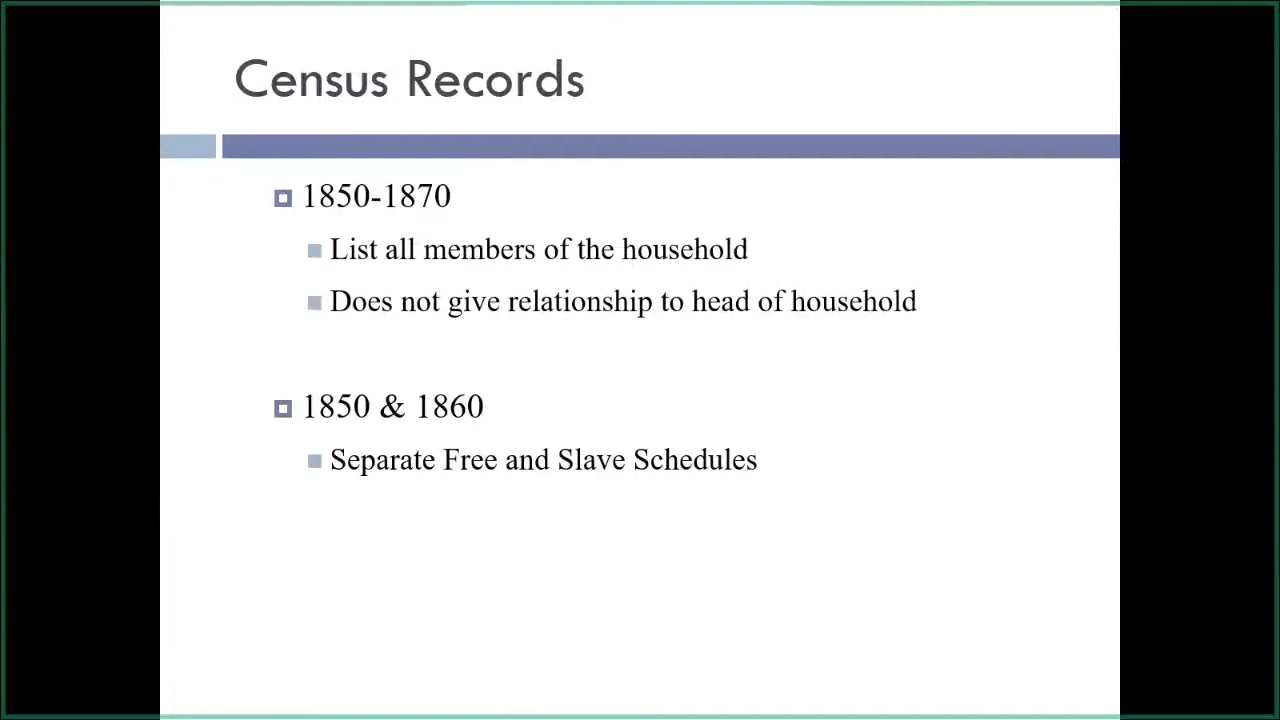 Census Records
1850-1870
List all members of the household
Does not give relationship to head of household
1850 & 1860
Separate Free and Slave Schedules